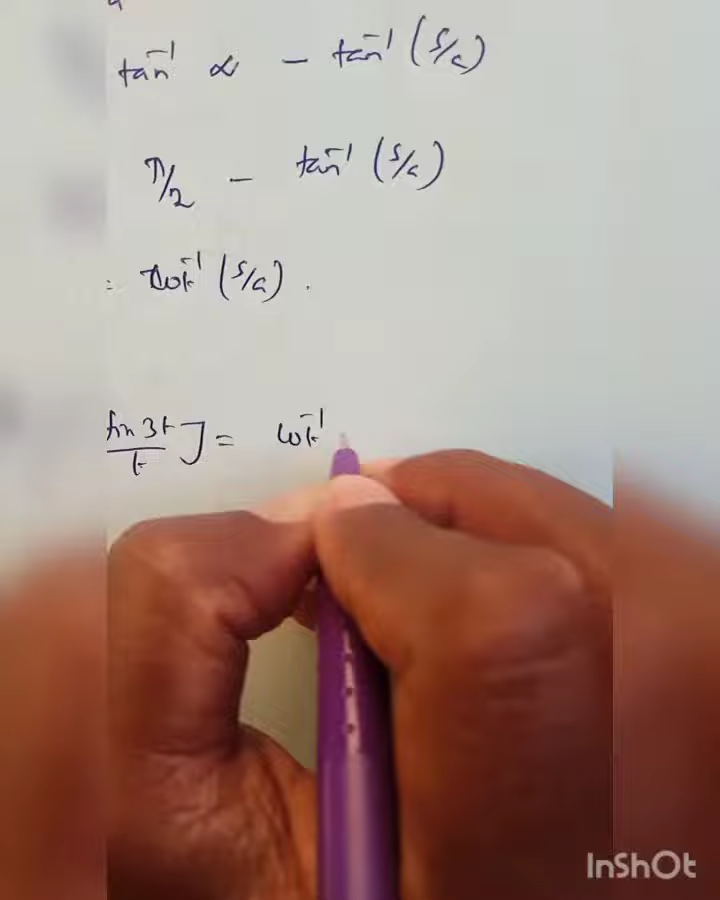 tan⁻¹ ∞ - tan⁻¹ (s/a)
π/2 - tan⁻¹ (s/a)
= cot⁻¹ (s/a).
sin 3t/t ] = cot⁻¹
InShOt